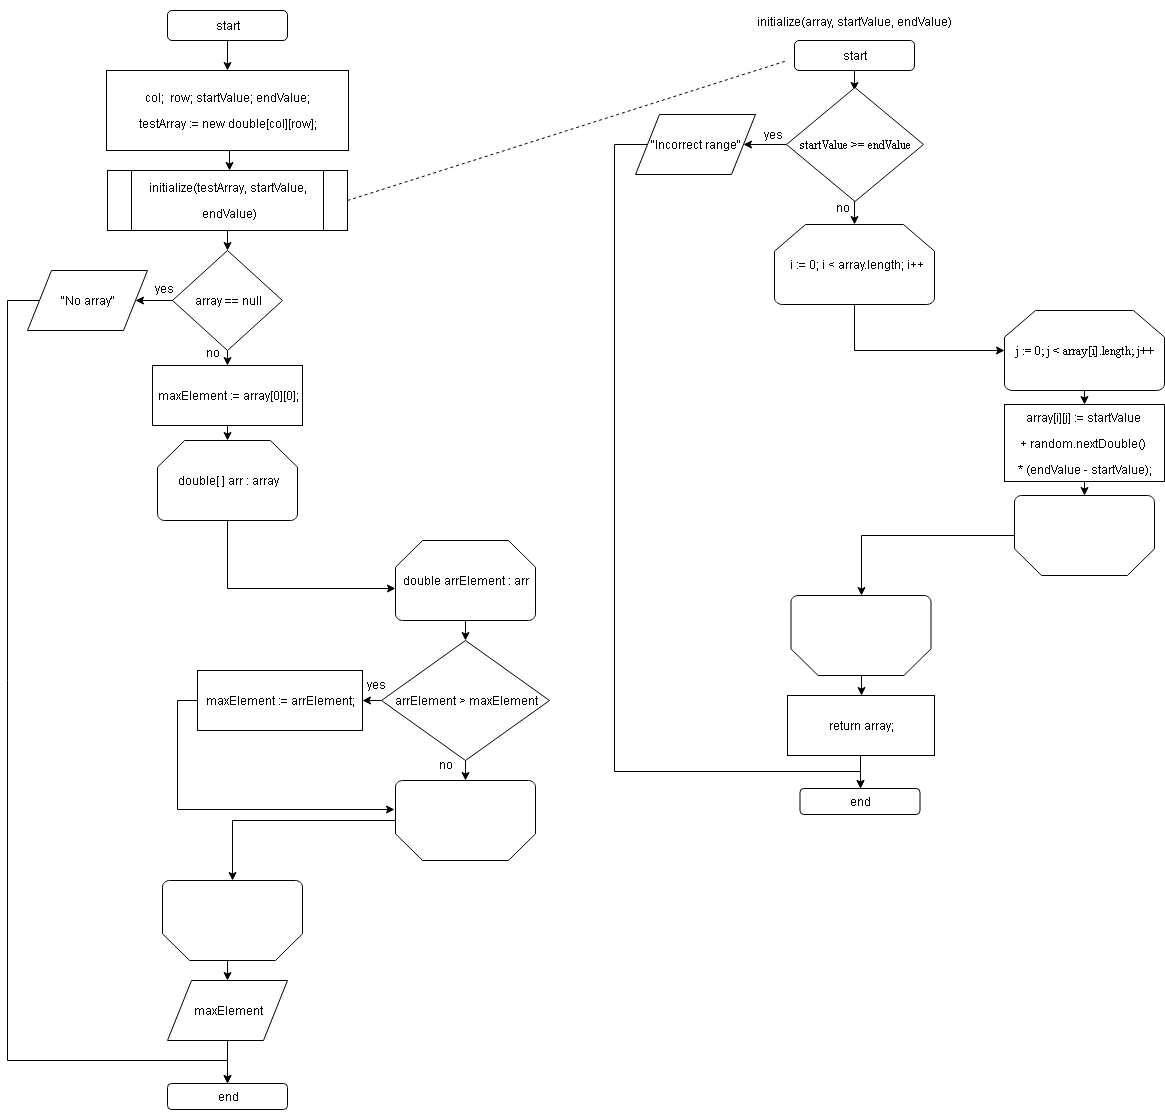 start
col;  row; startValue; endValue;
testArray := new double[col][row];
initialize(testArray, startValue,
endValue)
array == null
yes
"No array"
no
maxElement := array[0][0];
double[ ] arr : array
double arrElement : arr
arrElement > maxElement
yes
maxElement := arrElement;
no
maxElement
end
initialize(array, startValue, endValue)
start
startValue >= endValue
yes
"Incorrect range"
no
i := 0; i < array.length; i++
j := 0; j < array[i].length; j++
array[i][j] := startValue
+ random.nextDouble()
* (endValue - startValue);
return array;
end